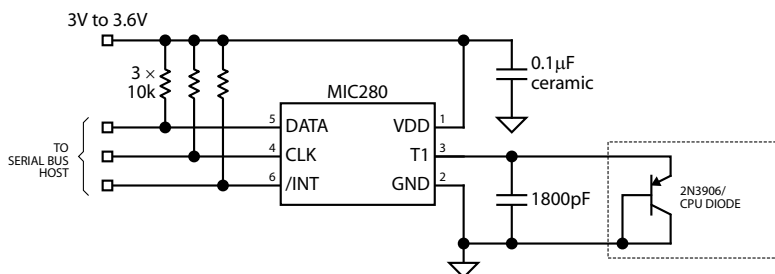 3V to 3.6V
3 ×
10k
0.1μF
ceramic
MIC280
5 DATA VDD 1
4 CLK T1 3
6 /INT GND 2
TO
SERIAL BUS
HOST
1800pF
2N3906/
CPU DIODE